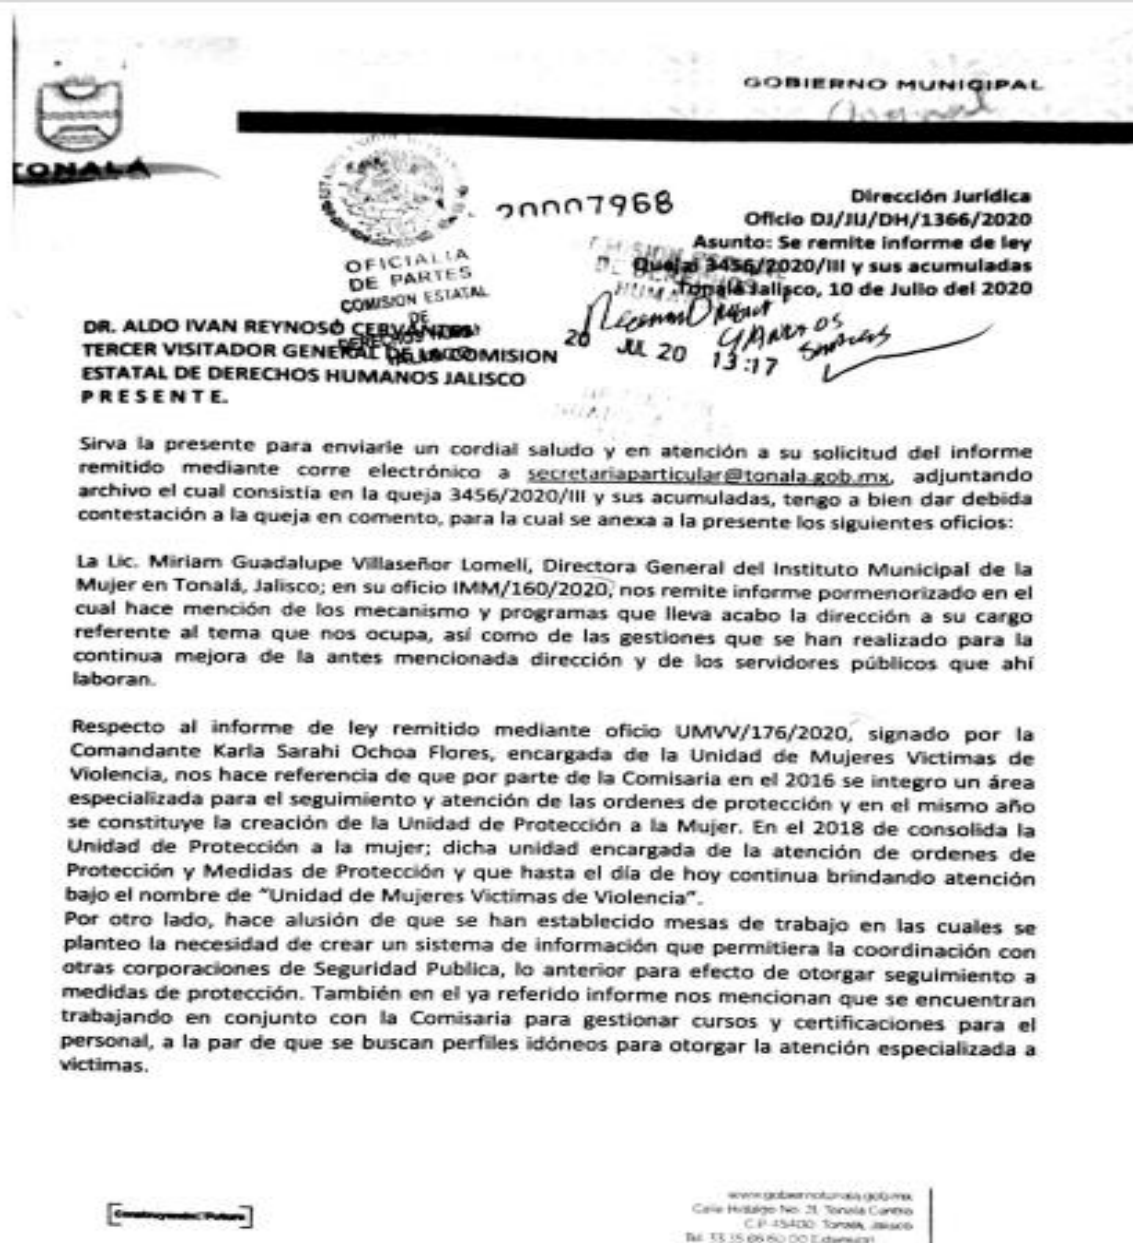 GOBIERNO MUNICIPAL
Original
TONALÁ
20007968
Dirección Jurídica
Oficio DJ/JIJ/DH/1366/2020
Asunto: Se remite informe de ley
Queja: 3456/2020/III y sus acumuladas
Tonalá Jalisco, 10 de Julio del 2020
OFICIALIA
DE PARTES
COMISION ESTATAL
DE
DERECHOS
20 JUL 20 13:17
DR. ALDO IVAN REYNOSO CERVANTES
TERCER VISITADOR GENERAL DE LA COMISION
ESTATAL DE DERECHOS HUMANOS JALISCO
P R E S E N T E.
Sirva la presente para enviarle un cordial saludo y en atención a su solicitud del informe
remitido mediante corre electrónico a secretariaparticular@tonala.gob.mx, adjuntando
archivo el cual consistía en la queja 3456/2020/III y sus acumuladas, tengo a bien dar debida
contestación a la queja en comento, para la cual se anexa a la presente los siguientes oficios:
La Lic. Miriam Guadalupe Villaseñor Lomelí, Directora General del Instituto Municipal de la
Mujer en Tonalá, Jalisco; en su oficio IMM/160/2020, nos remite informe pormenorizado en el
cual hace mención de los mecanismo y programas que lleva acabo la dirección a su cargo
referente al tema que nos ocupa, así como de las gestiones que se han realizado para la
continua mejora de la antes mencionada dirección y de los servidores públicos que ahí
laboran.
Respecto al informe de ley remitido mediante oficio UMVV/176/2020, signado por la
Comandante Karla Sarahi Ochoa Flores, encargada de la Unidad de Mujeres Victimas de
Violencia, nos hace referencia de que por parte de la Comisaria en el 2016 se integro un área
especializada para el seguimiento y atención de las ordenes de protección y en el mismo año
se constituye la creación de la Unidad de Protección a la Mujer. En el 2018 de consolida la
Unidad de Protección a la mujer; dicha unidad encargada de la atención de ordenes de
Protección y Medidas de Protección y que hasta el día de hoy continua brindando atención
bajo el nombre de “Unidad de Mujeres Victimas de Violencia”.
Por otro lado, hace alusión de que se han establecido mesas de trabajo en las cuales se
planteo la necesidad de crear un sistema de información que permitiera la coordinación con
otras corporaciones de Seguridad Publica, lo anterior para efecto de otorgar seguimiento a
medidas de protección. También en el ya referido informe nos mencionan que se encuentran
trabajando en conjunto con la Comisaria para gestionar cursos y certificaciones para el
personal, a la par de que se buscan perfiles idóneos para otorgar la atención especializada a
victimas.
Construyendo Futuro
www.gobiernotonala.gob.mx
Calle Hidalgo No. 21, Tonalá Centro
C.P. 45400. Tonalá, Jalisco